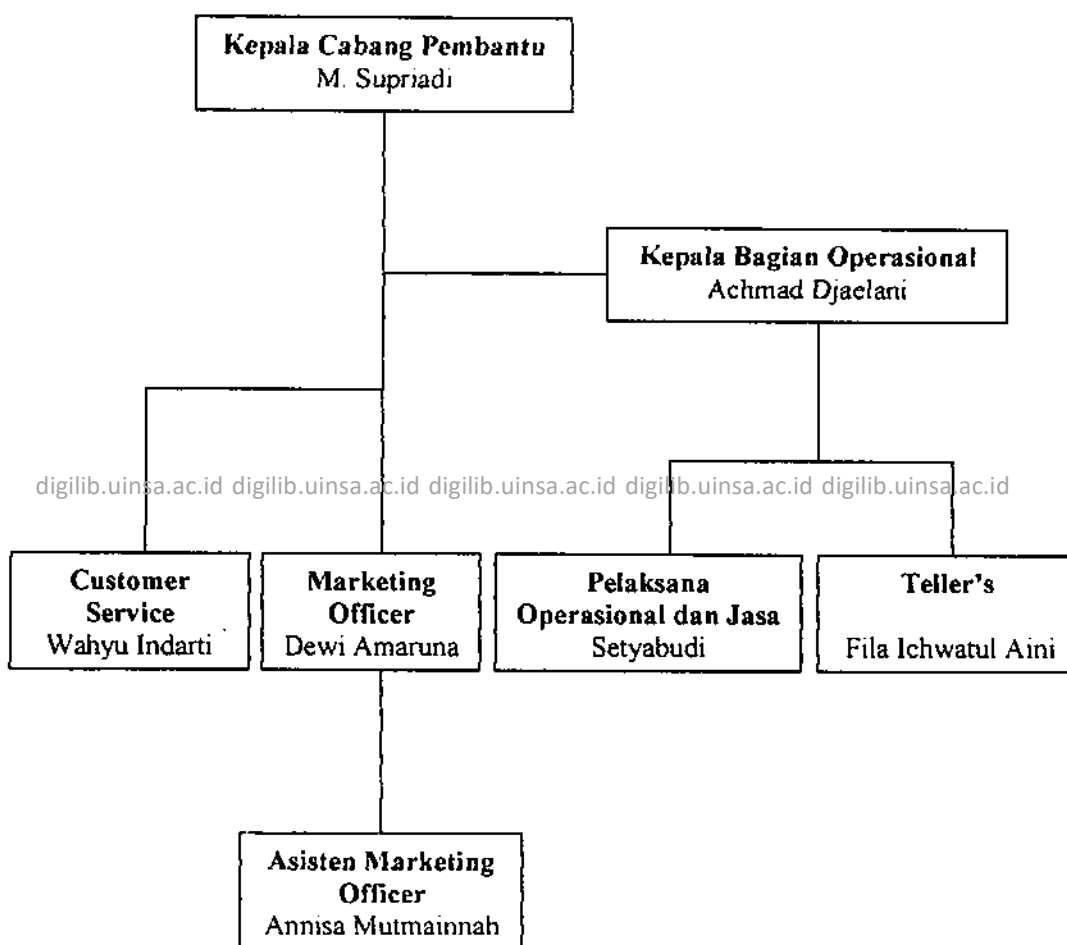 Kepala Cabang Pembantu
M. Supriadi
Kepala Bagian Operasional
Achmad Djaelani
digilib.uinsa.ac.id digilib.uinsa.ac.id digilib.uinsa.ac.id digilib.uinsa.ac.id digilib.uinsa.ac.id
Customer
Service
Wahyu Indarti
Marketing
Officer
Dewi Amaruna
Pelaksana
Operasional dan Jasa
Setyabudi
Teller's
Fila Ichwatul Aini
Asisten Marketing
Officer
Annisa Mutmainnah